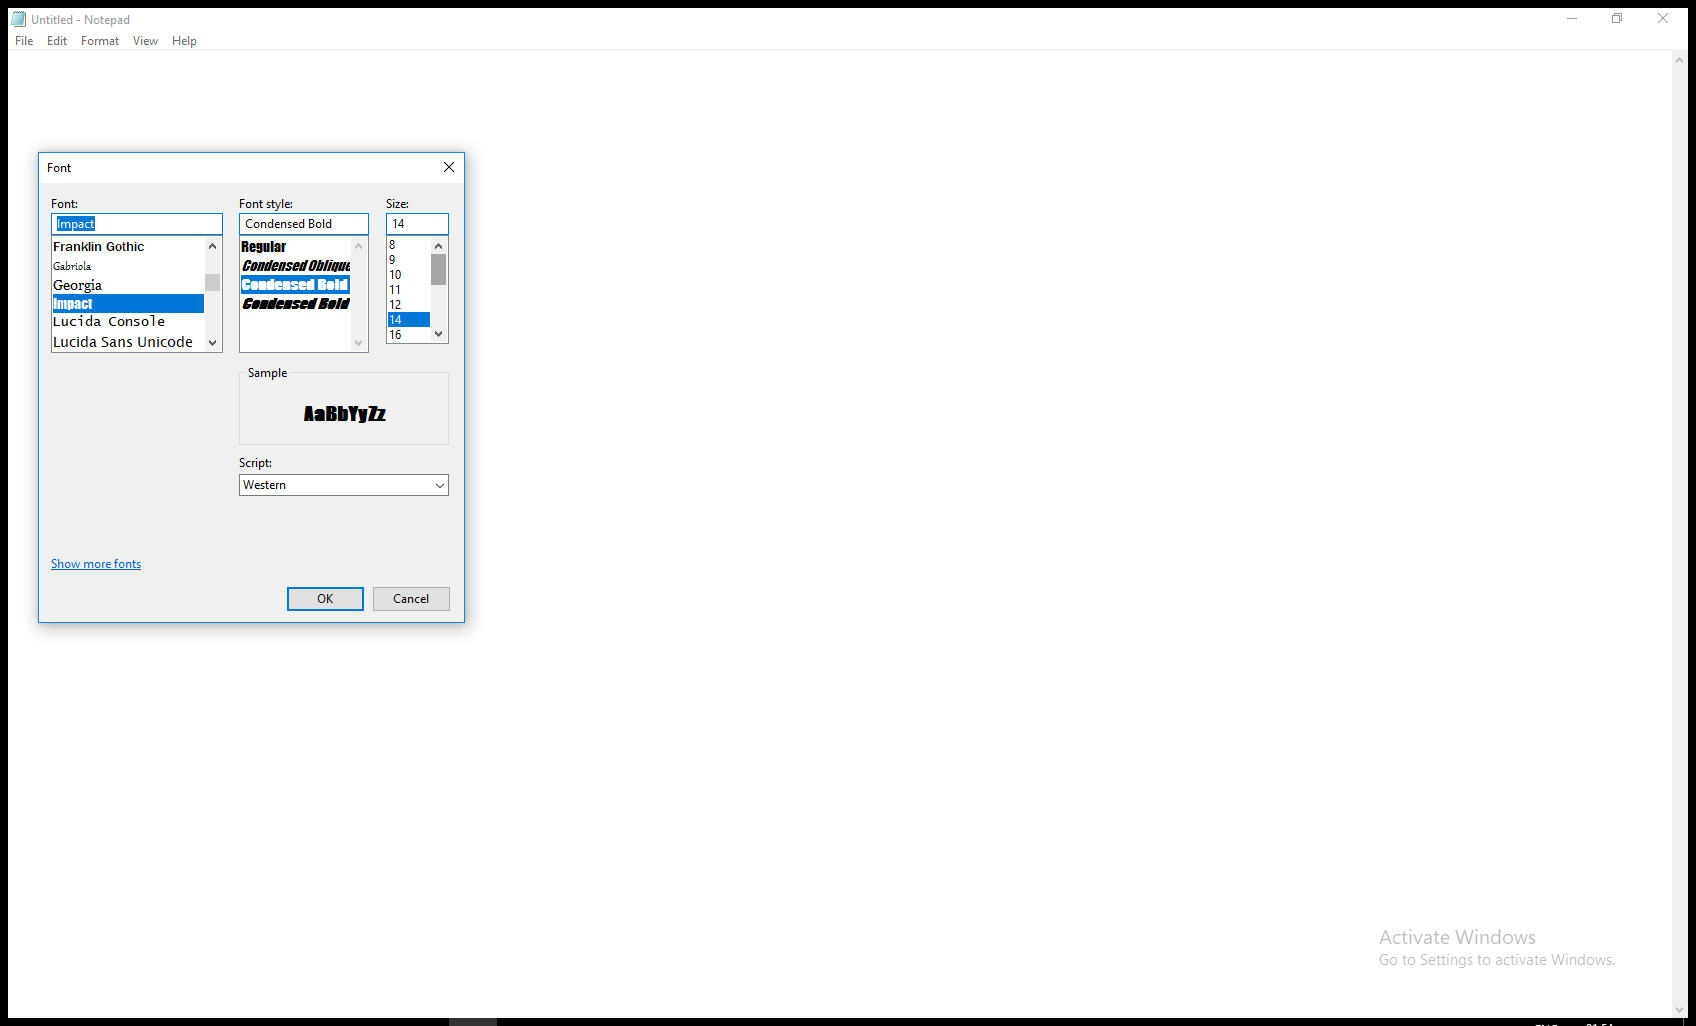 Untitled - Notepad
File Edit Format View Help
Font
Font:
Impact
Franklin Gothic
Gabriola
Georgia
Impact
Lucida Console
Lucida Sans Unicode
Font style:
Condensed Bold
Regular
Condensed Oblique
Condensed Bold
Condensed Bold
Size:
14
8
9
10
11
12
14
16
Sample
AaBbYyZz
Script:
Western
Show more fonts
OK
Cancel
Activate Windows
Go to Settings to activate Windows.